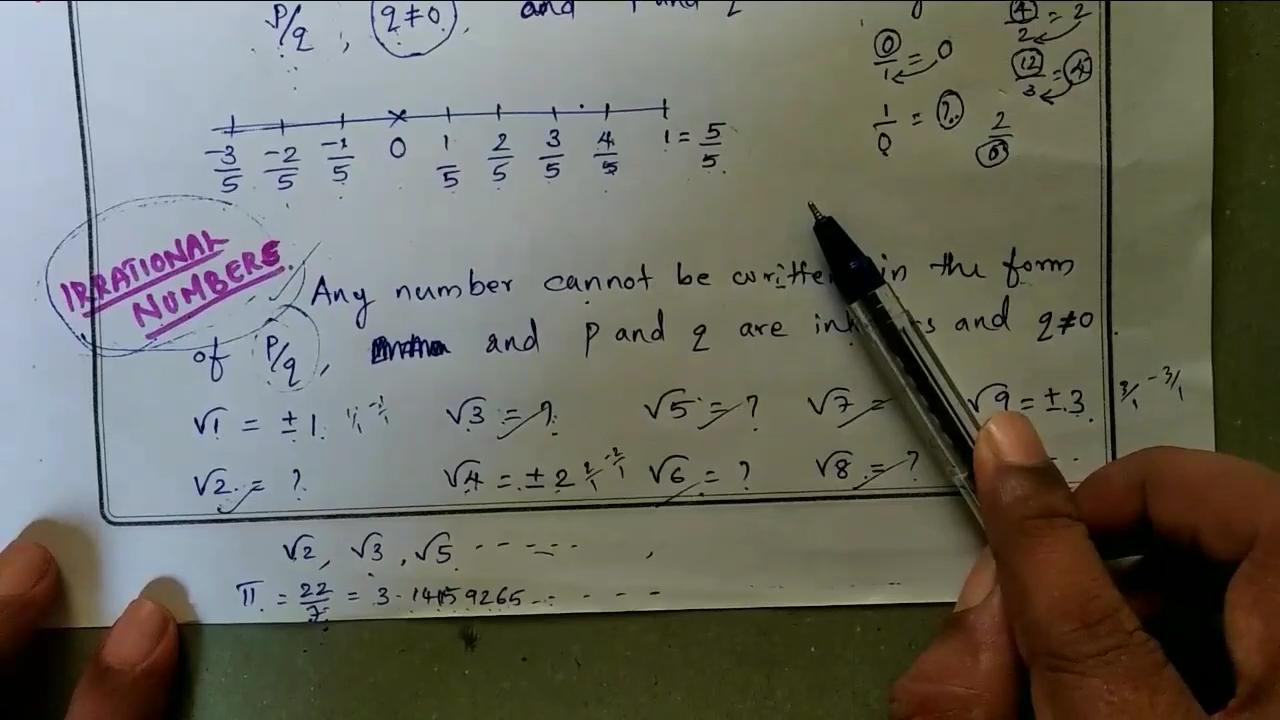 P/q , q≠0, and
0/1 = 0
4/2 = 2
12/3 = 4
1/0 = ?
2/0
-3/5 -2/5 -1/5 0 1/5 2/5 3/5 4/5 1 = 5/5
IRRATIONAL
NUMBERS
Any number cannot be written in the form
of P/q, and p and q are and q≠0.
√1 = ±1 1/1 -1/1 √3 = ? √5 = ? √7 = √9 = ±3 3/1 -3/1
√2 = ? √4 = ±2 2/1 -2/1 √6 = ? √8 = ?
√2, √3, √5 - - - - - -
π = 22/7 = 3.14159265 - - - - -